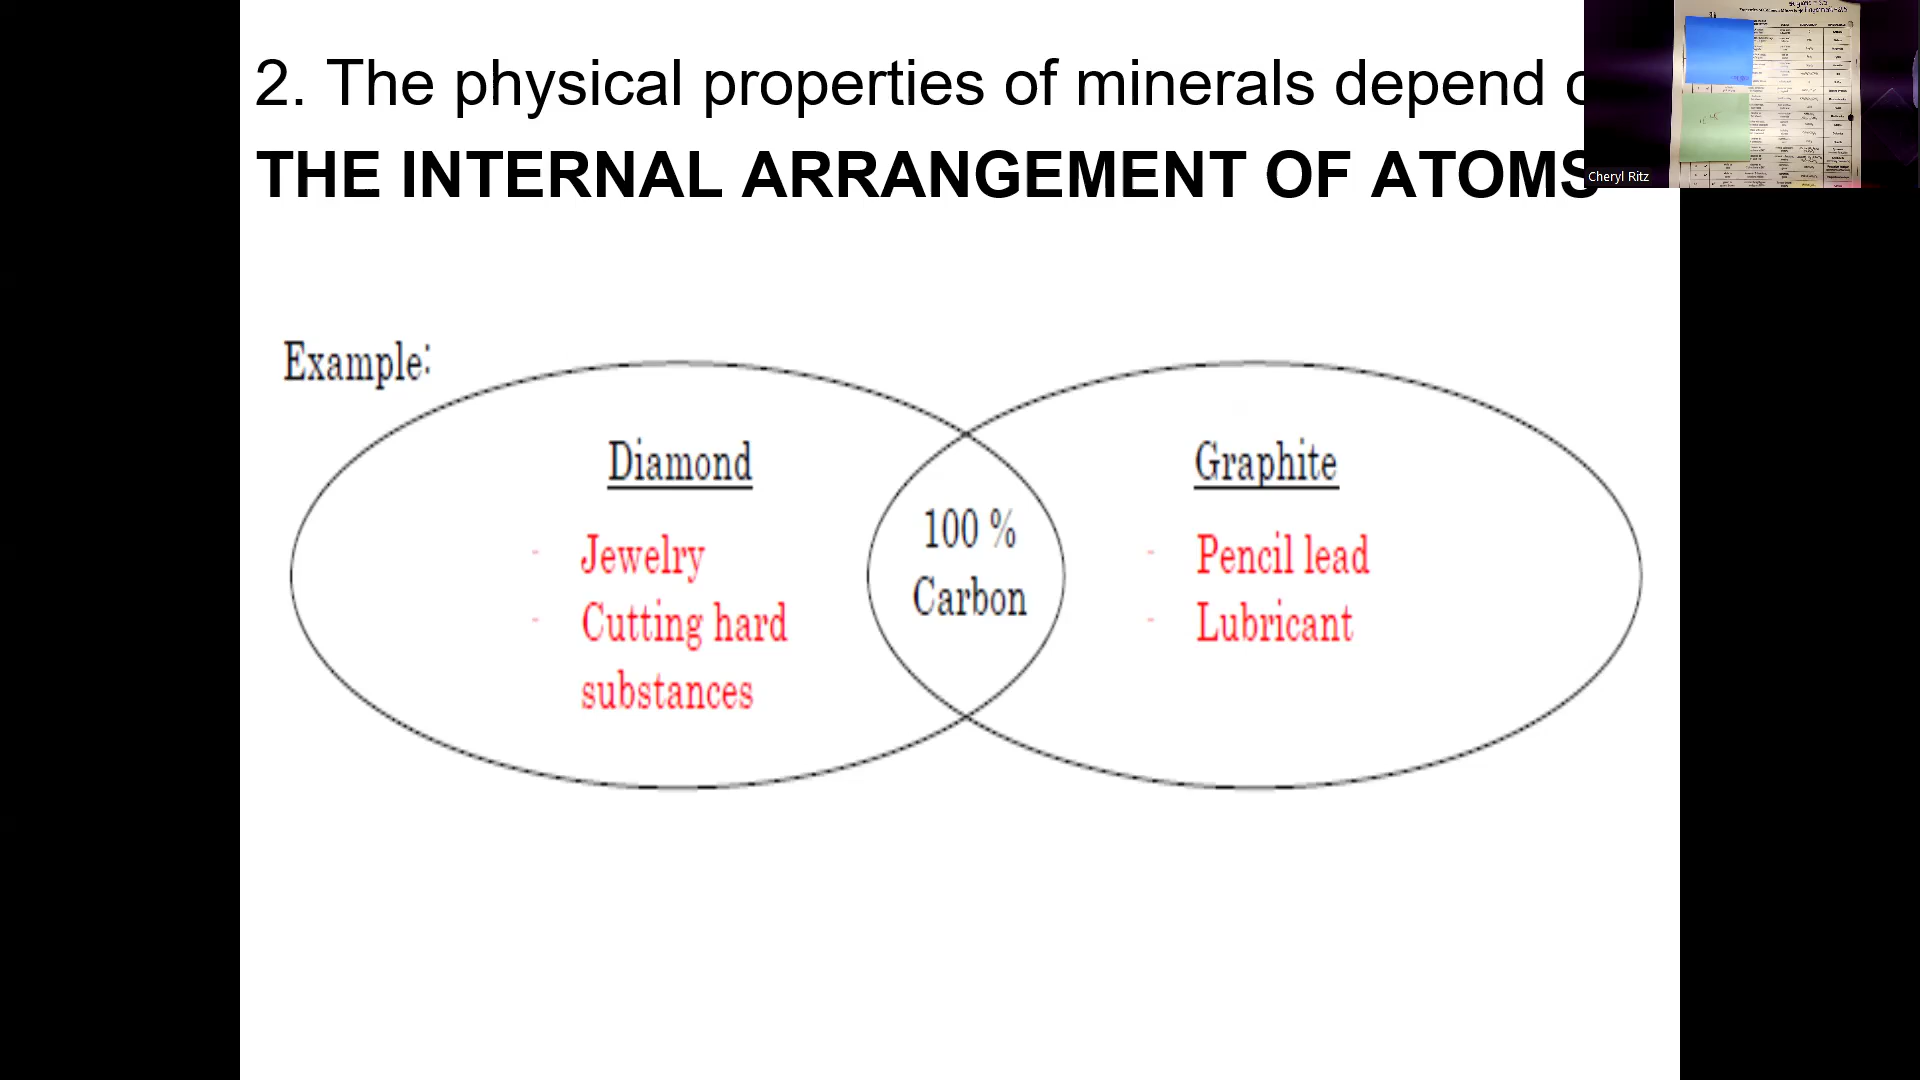 2. The physical properties of minerals depend
THE INTERNAL ARRANGEMENT OF ATOMS
Cheryl Ritz
Example:
Diamond
- Jewelry
- Cutting hard
substances
100 %
Carbon
Graphite
- Pencil lead
- Lubricant